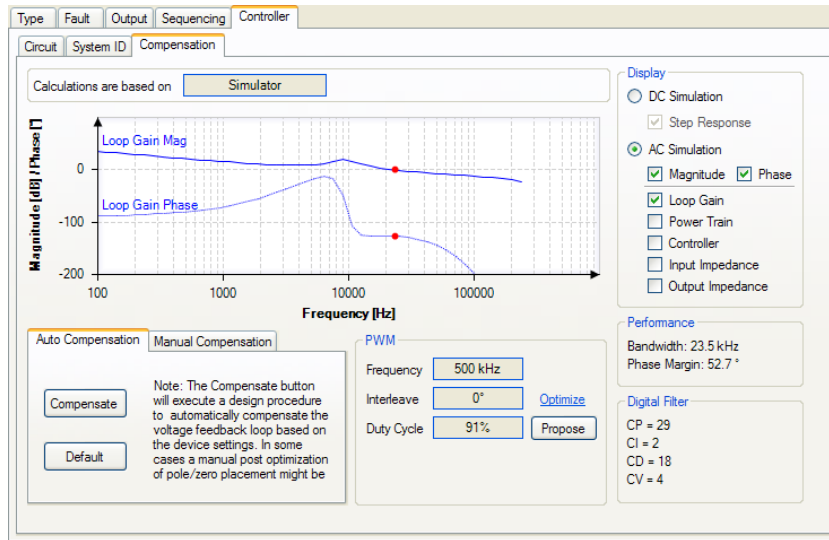 Type Fault Output Sequencing Controller
Circuit System ID Compensation
Calculations are based on Simulator
Magnitude [dB] / Phase [°]
Loop Gain Mag
Loop Gain Phase
0
-100
-200
100 1000 10000 100000
Frequency [Hz]
Display
DC Simulation
Step Response
AC Simulation
Magnitude Phase
Loop Gain
Power Train
Controller
Input Impedance
Output Impedance
Auto Compensation Manual Compensation
Compensate
Default
Note: The Compensate button
will execute a design procedure
to automatically compensate the
voltage feedback loop based on
the device settings. In some
cases a manual post optimization
of pole/zero placement might be
PWM
Frequency 500 kHz
Interleave 0° Optimize
Duty Cycle 91% Propose
Performance
Bandwidth: 23.5 kHz
Phase Margin: 52.7 °
Digital Filter
CP = 29
CI = 2
CD = 18
CV = 4